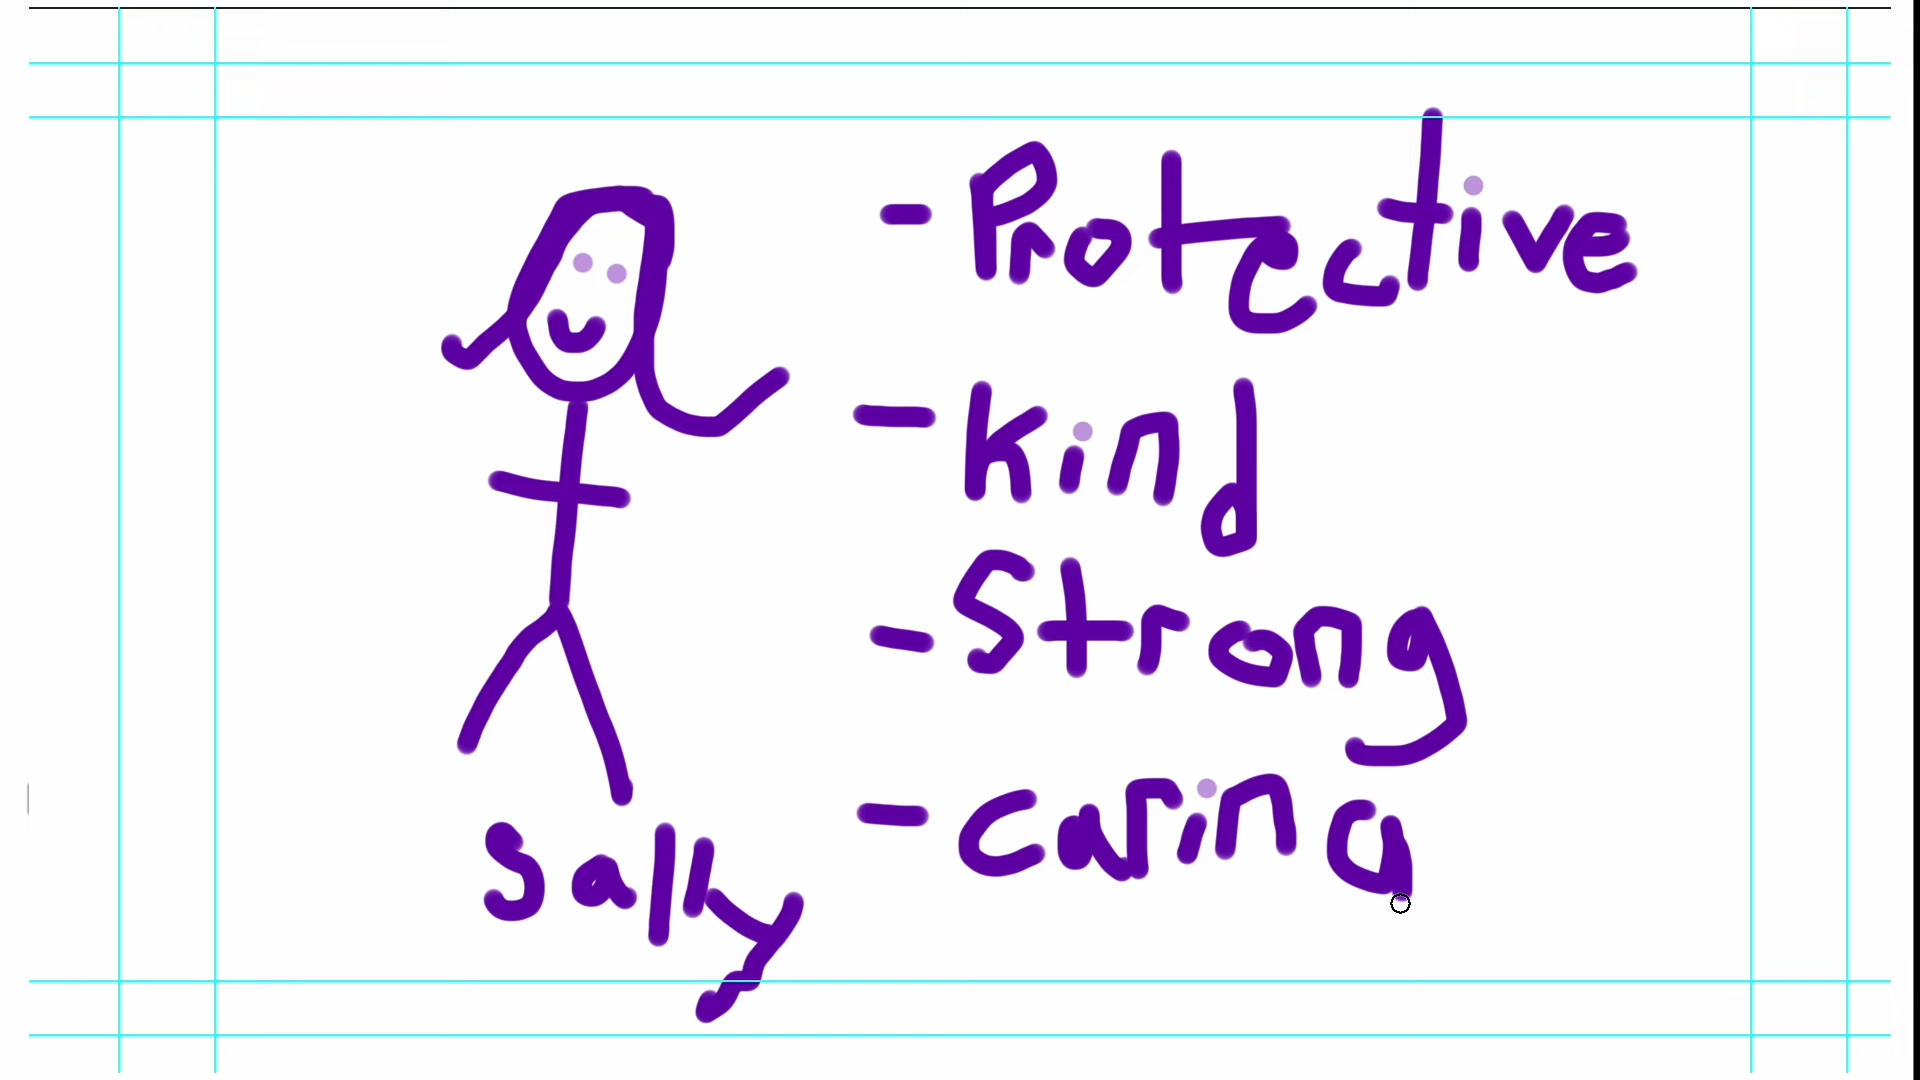 - Protective
- Kind
- Strong
- caring
Sally